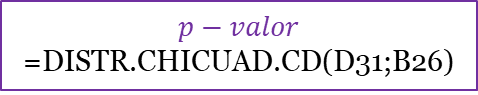 p − valor
=DISTR.CHICUAD.CD(D31;B26)